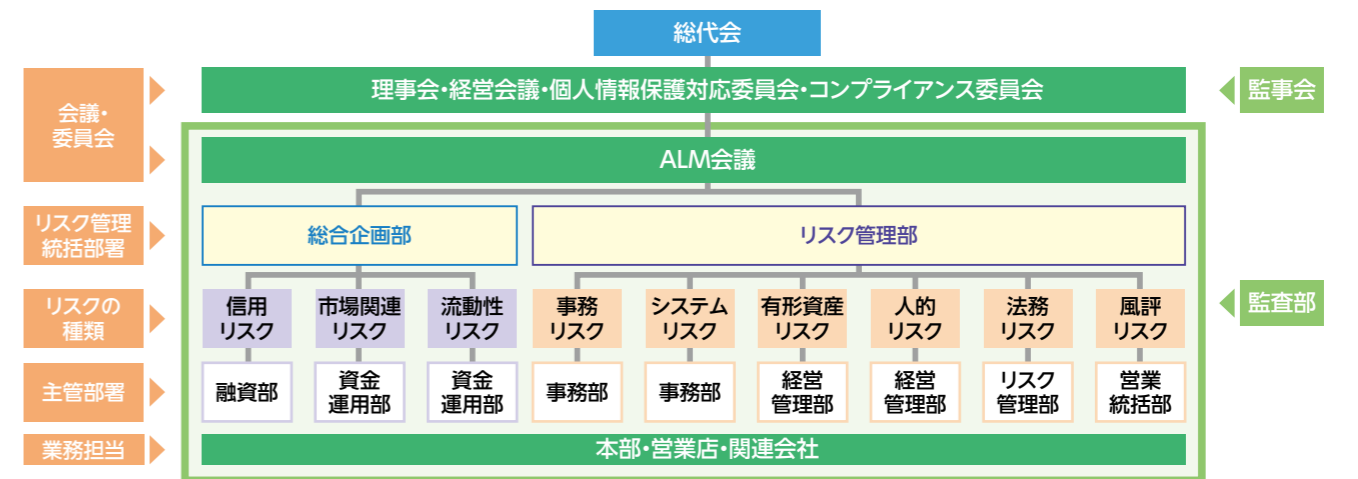 総代会
会議・
委員会
理事会・経営会議・個人情報保護対応委員会・コンプライアンス委員会
監事会
ALM会議
リスク管理
統括部署
総合企画部
リスク管理部
リスクの
種類
信用
リスク
市場関連
リスク
流動性
リスク
事務
リスク
システム
リスク
有形資産
リスク
人的
リスク
法務
リスク
風評
リスク
監査部
主管部署
融資部
資金
運用部
資金
運用部
事務部
事務部
経営
管理部
経営
管理部
リスク
管理部
営業
統括部
業務担当
本部・営業店・関連会社